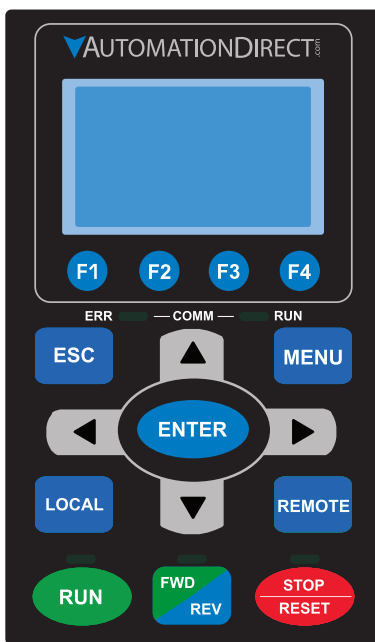 AUTOMATIONDIRECT.com
F1 F2 F3 F4
ERR — COMM — RUN
ESC MENU
ENTER
LOCAL REMOTE
RUN FWD REV STOP RESET